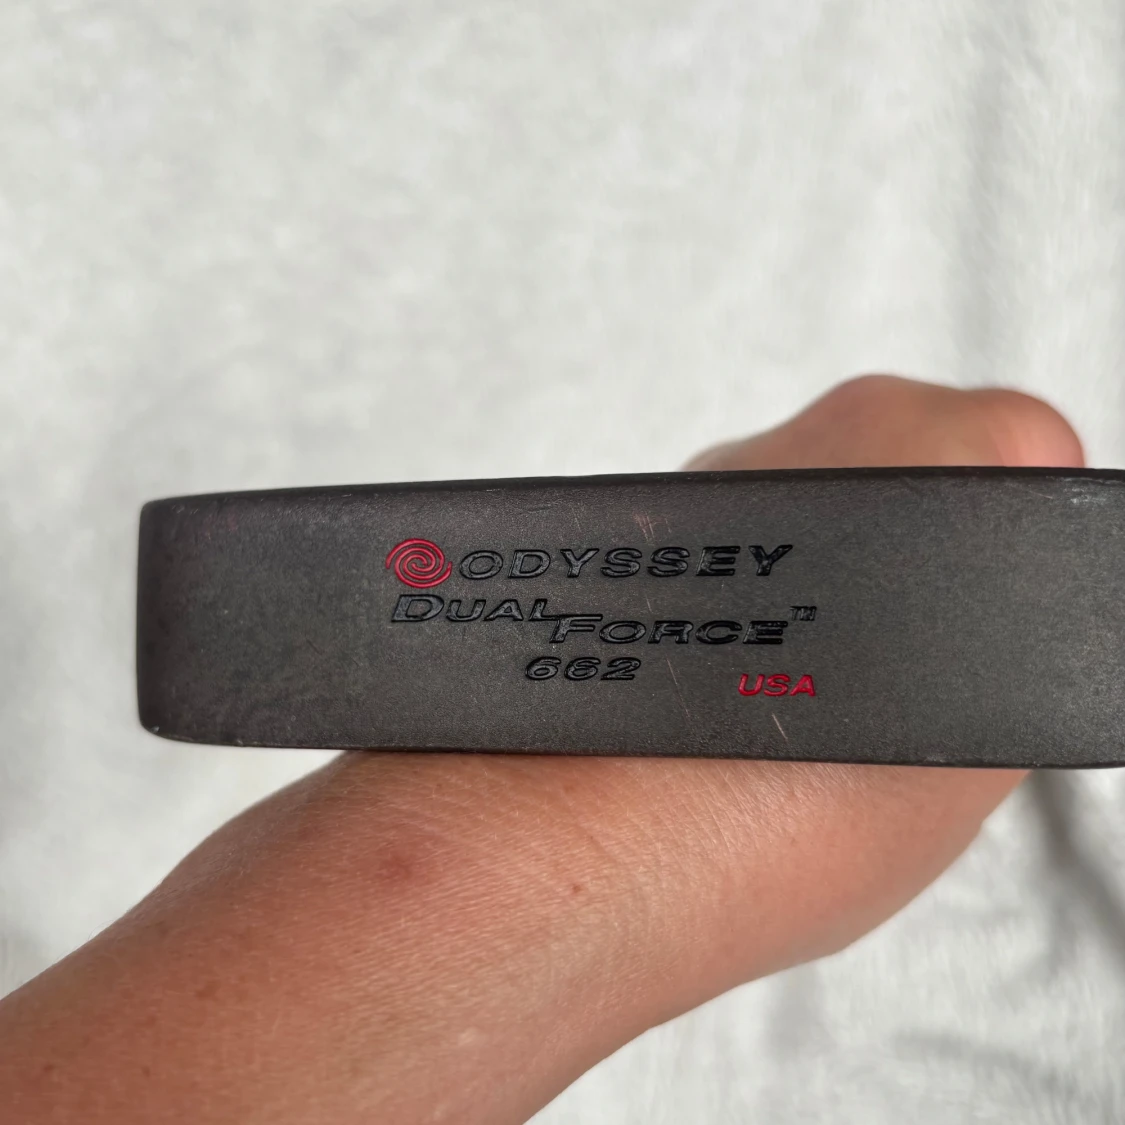 ODYSSEY
DUAL FORCE™
662
USA